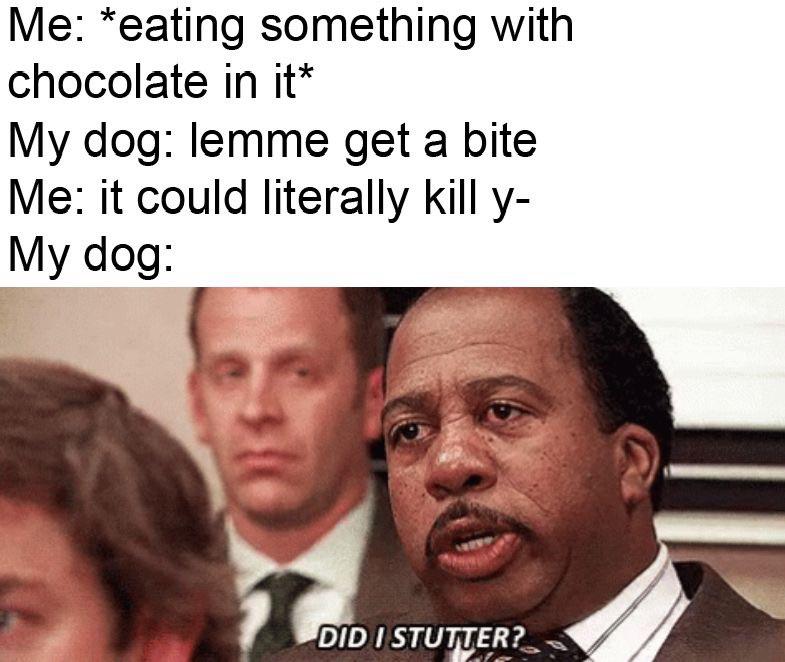 Me: *eating something with
chocolate in it*
My dog: lemme get a bite
Me: it could literally kill y-
My dog:
DID I STUTTER?